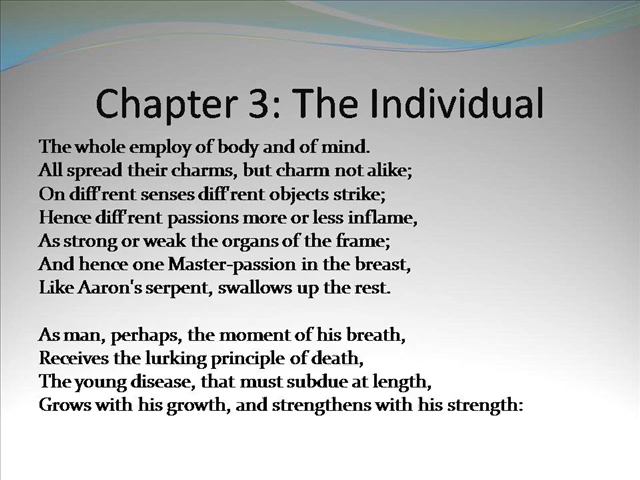 Chapter 3: The Individual
The whole employ of body and of mind.
All spread their charms, but charm not alike;
On diff'rent senses diff'rent objects strike;
Hence diff'rent passions more or less inflame,
As strong or weak the organs of the frame;
And hence one Master-passion in the breast,
Like Aaron's serpent, swallows up the rest.
As man, perhaps, the moment of his breath,
Receives the lurking principle of death,
The young disease, that must subdue at length,
Grows with his growth, and strengthens with his strength: